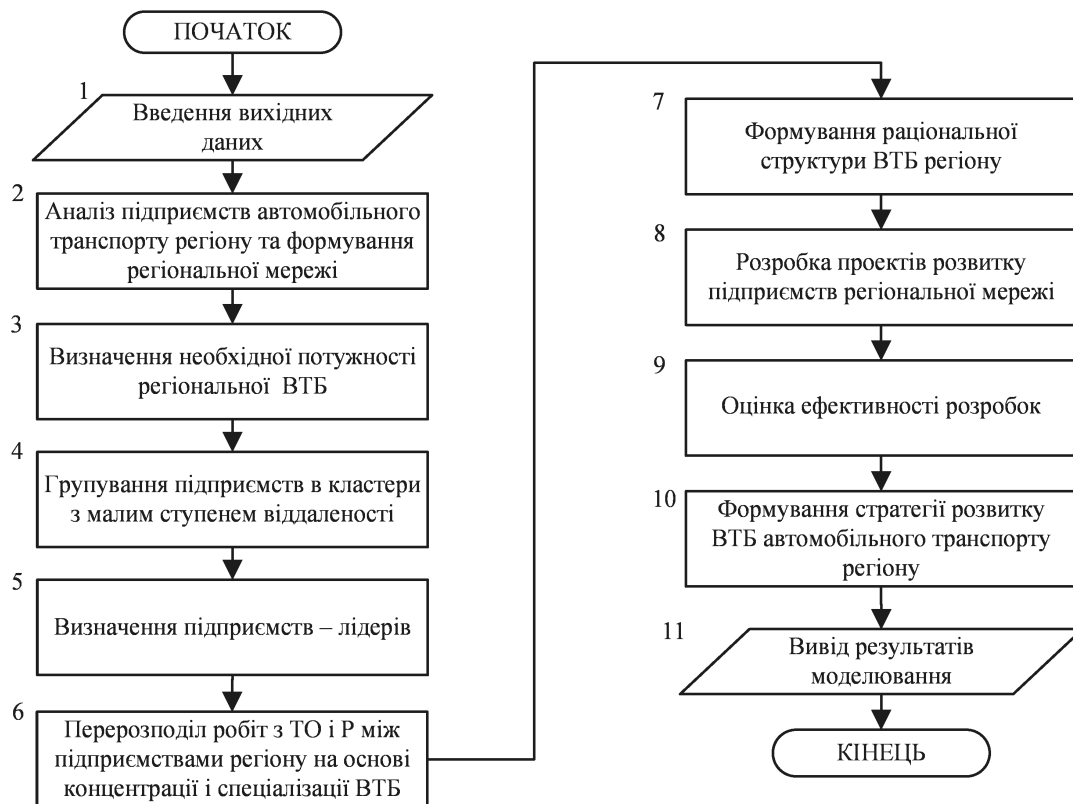 ПОЧАТОК
1
Введення вихідних
даних
2
Аналіз підприємств автомобільного
транспорту регіону та формування
регіональної мережі
3
Визначення необхідної потужності
регіональної ВТБ
4
Групування підприємств в кластери
з малим ступенем віддаленості
5
Визначення підприємств – лідерів
6
Перерозподіл робіт з ТО і Р між
підприємствами регіону на основі
концентрації і спеціалізації ВТБ
7
Формування раціональної
структури ВТБ регіону
8
Розробка проектів розвитку
підприємств регіональної мережі
9
Оцінка ефективності розробок
10
Формування стратегії розвитку
ВТБ автомобільного транспорту
регіону
11
Вивід результатів
моделювання
КІНЕЦЬ